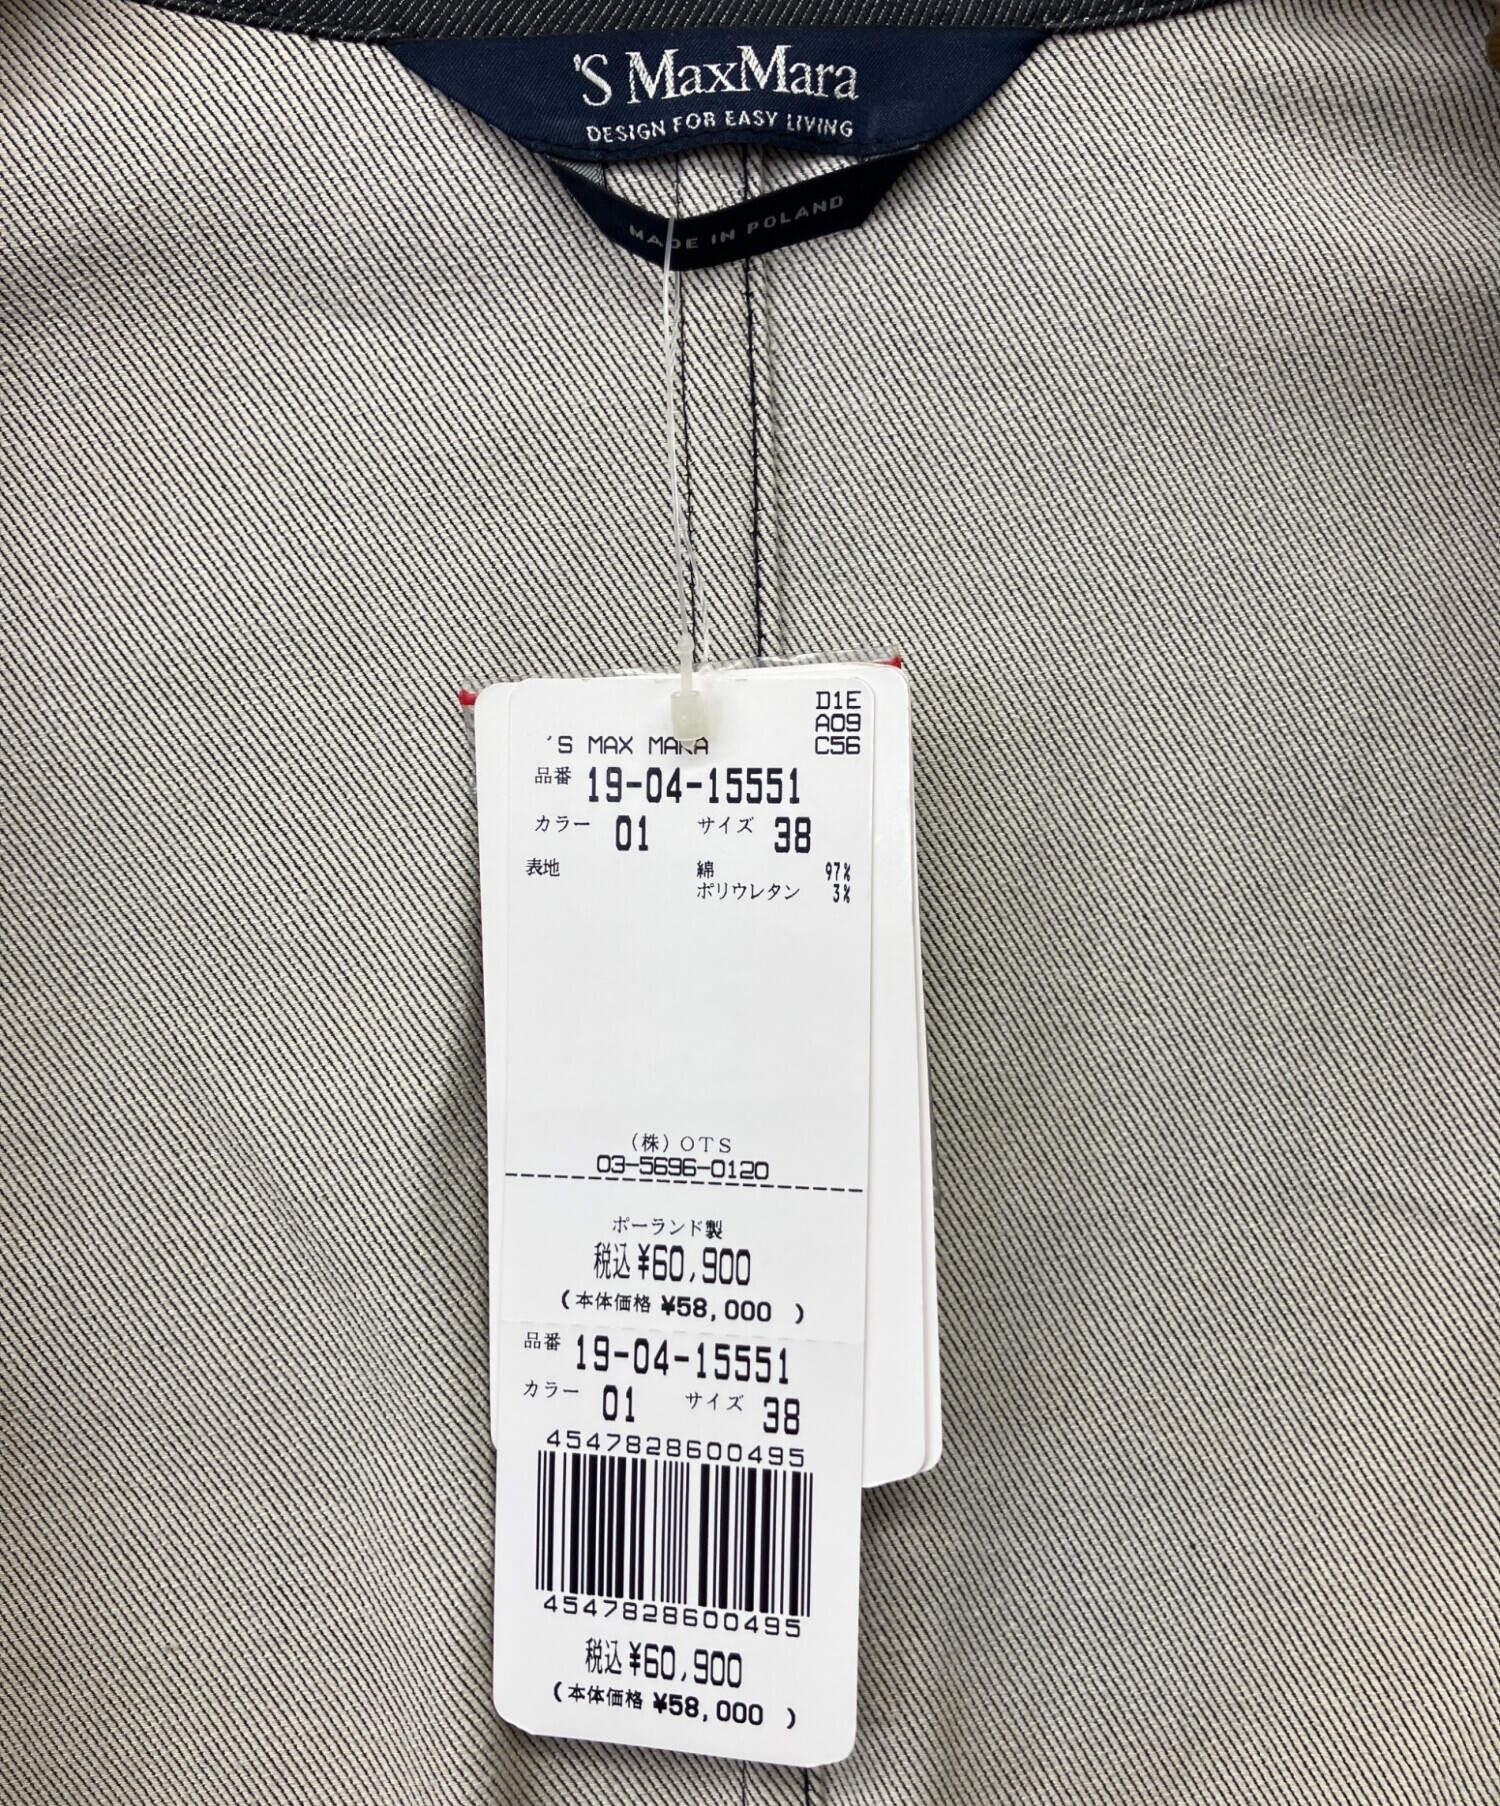 'S MaxMara
DESIGN FOR EASY LIVING
MADE IN POLAND
D1E
A09
C56
'S MAX MARA
品番 19-04-15551
カラー 01 サイズ 38
表地 綿 97%
ポリウレタン 3%
(株)OTS
03-5696-0120
ポーランド製
税込 ¥60,900
(本体価格 ¥58,000 )
品番 19-04-15551
カラー 01 サイズ 38
4547828600495
4547828600495
税込 ¥60,900
(本体価格 ¥58,000 )